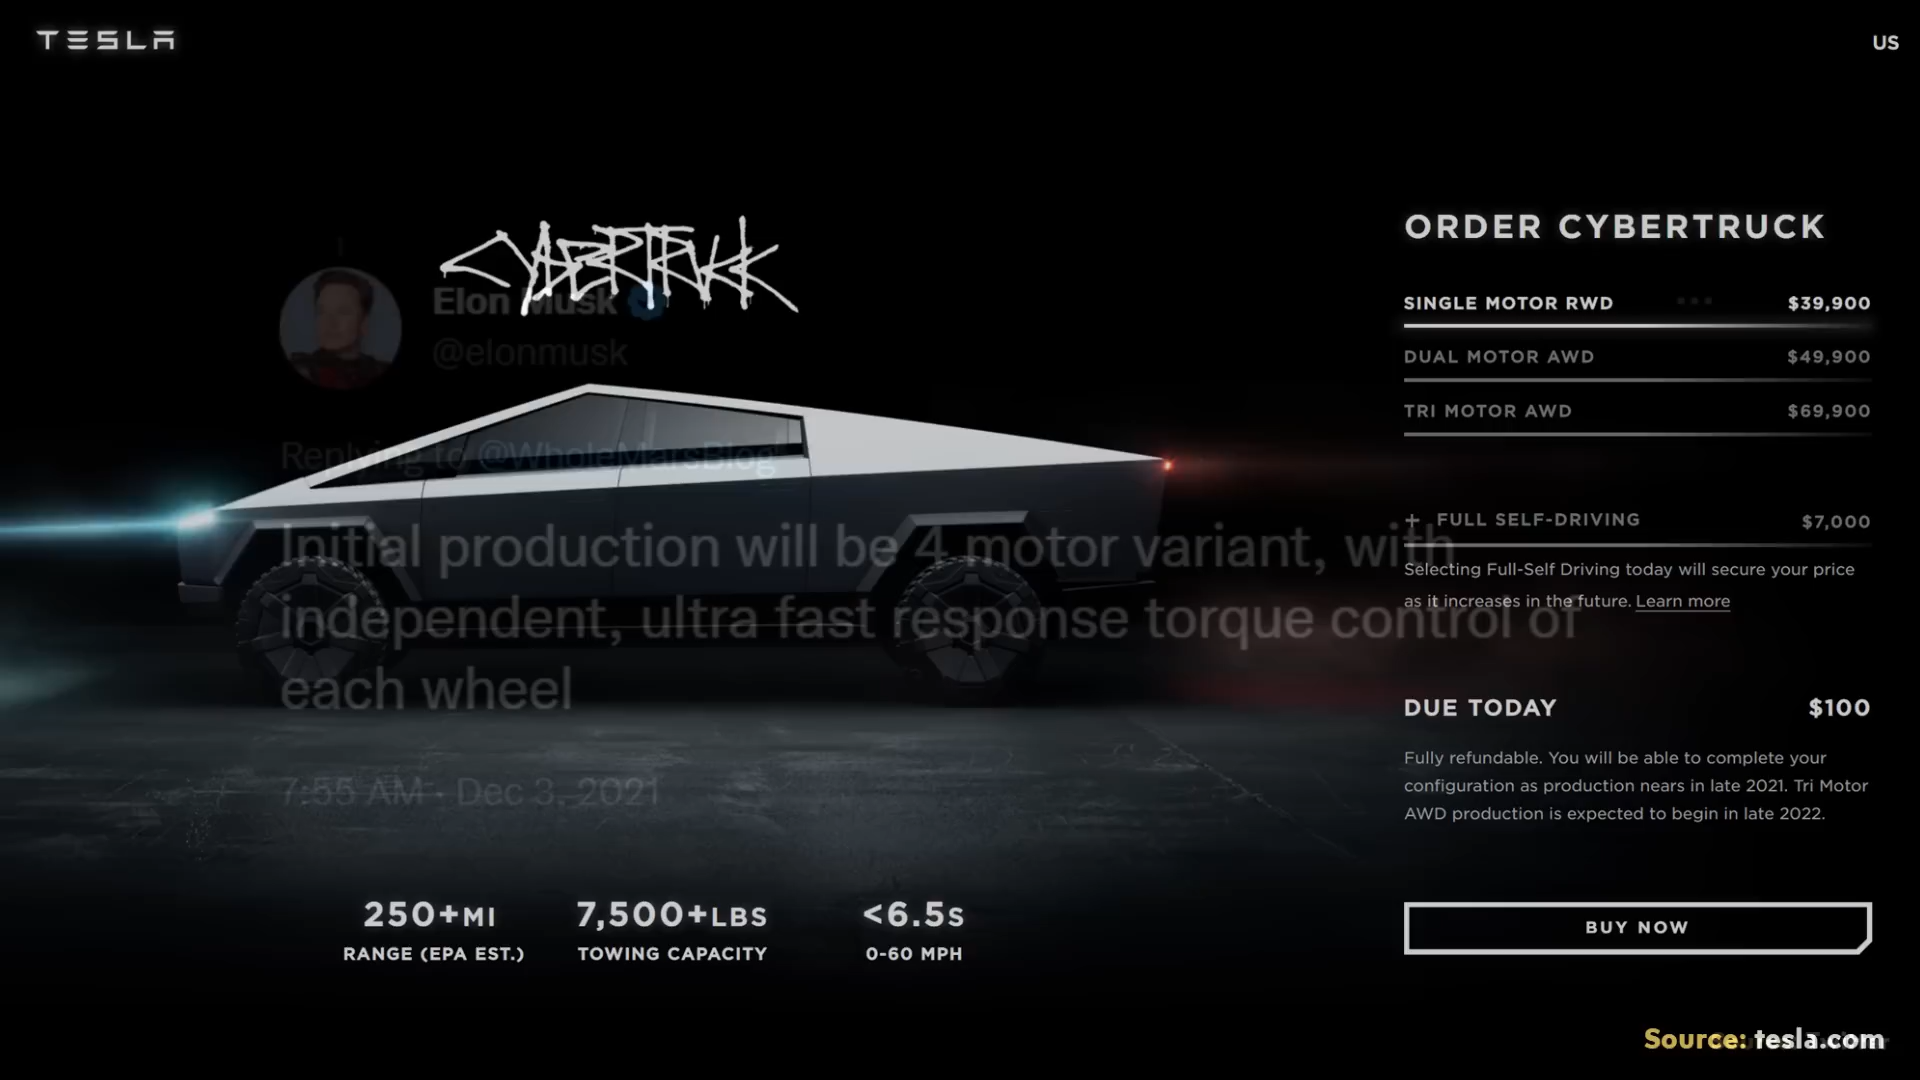 TESLA
US
CYBERTRUCK
Elon Musk
@elonmusk
Replying to @WholeMarsBlog
Initial production will be 4 motor variant, with
independent, ultra fast response torque control of
each wheel
7:55 AM · Dec 3, 2021
250+MI
RANGE (EPA EST.)
7,500+LBS
TOWING CAPACITY
<6.5S
0-60 MPH
ORDER CYBERTRUCK
SINGLE MOTOR RWD $39,900
DUAL MOTOR AWD $49,900
TRI MOTOR AWD $69,900
+ FULL SELF-DRIVING $7,000
Selecting Full-Self Driving today will secure your price
as it increases in the future. Learn more
DUE TODAY $100
Fully refundable. You will be able to complete your
configuration as production nears in late 2021. Tri Motor
AWD production is expected to begin in late 2022.
BUY NOW
Source: tesla.com